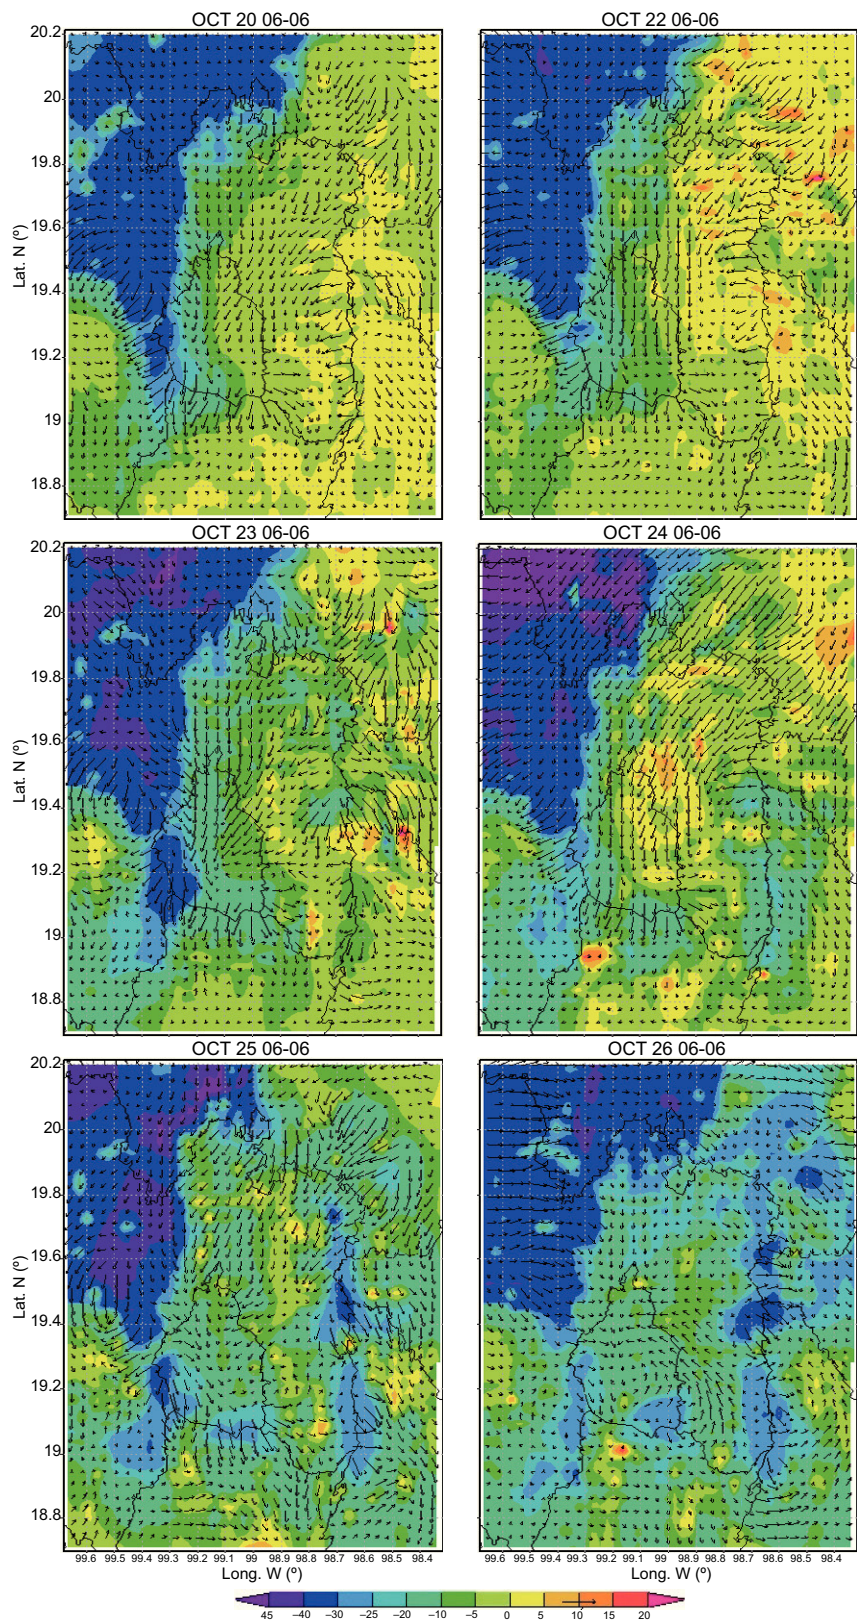 OCT 20 06-06
OCT 22 06-06
20.2
20
19.8
19.6
19.4
19.2
19
18.8
Lat. N (º)
OCT 23 06-06
OCT 24 06-06
20.2
20
19.8
19.6
19.4
19.2
19
18.8
Lat. N (º)
OCT 25 06-06
OCT 26 06-06
20.2
20
19.8
19.6
19.4
19.2
19
18.8
Lat. N (º)
99.6 99.5 99.4 99.3 99.2 99.1 99 98.9 98.8 98.7 98.6 98.5 98.4
99.6 99.5 99.4 99.3 99.2 99.1 99 98.9 98.8 98.7 98.6 98.5 98.4
Long. W (º)
Long. W (º)
45 −40 −30 −25 −20 −10 −5 0 5 10 15 20